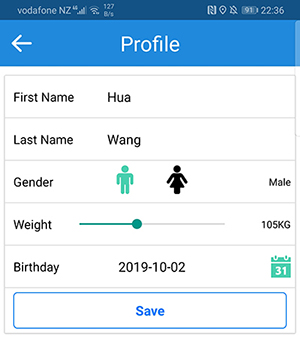 vodafone NZ 4G 127 B/s 91 22:36
Profile
First Name Hua
Last Name Wang
Gender Male
Weight 105KG
Birthday 2019-10-02 31
Save